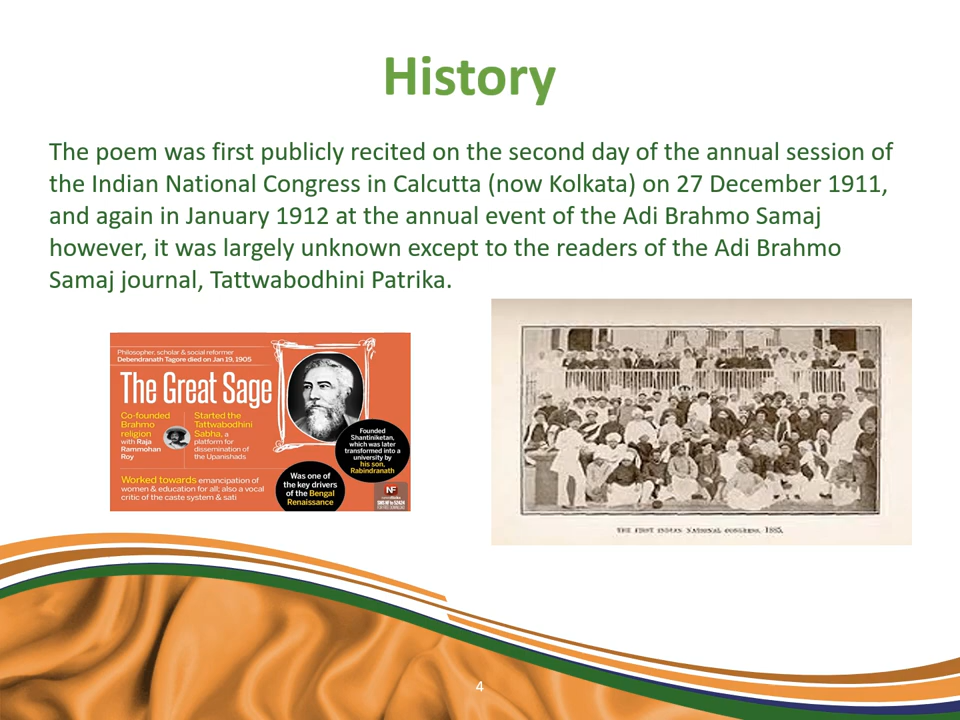 History
The poem was first publicly recited on the second day of the annual session of
the Indian National Congress in Calcutta (now Kolkata) on 27 December 1911,
and again in January 1912 at the annual event of the Adi Brahmo Samaj
however, it was largely unknown except to the readers of the Adi Brahmo
Samaj journal, Tattwabodhini Patrika.
Philosopher, scholar & social reformer
Debendranath Tagore died on Jan 19, 1905
The Great Sage
Co-founded
Brahmo
religion
with Raja
Rammohan
Roy
Started the
Tattwabodhini
Sabha, a
platform for
dissemination of
the Upanishads
Founded
Shantiniketan,
which was later
transformed into a
university by
his son,
Rabindranath
Worked towards emancipation of
women & education for all; also a vocal
critic of the caste system & sati
Was one of
the key drivers
of the Bengal
Renaissance
NF
THE FIRST INDIAN NATIONAL CONGRESS, 1885.
4